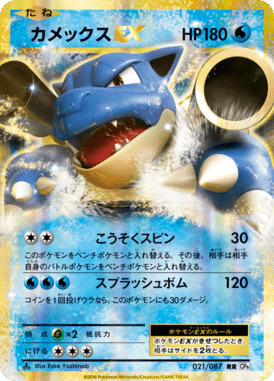 たね
カメックスEX HP180
こうそくスピン 30
このポケモンをベンチポケモンと入れ替える。その後、相手は
自身のバトルポケモンをベンチポケモンと入れ替える。
スプラッシュボム 120
コインを1回投げウラなら、このポケモンにも30ダメージ。
弱点 ×2 抵抗力
にげる
ポケモンEXのルール
ポケモンEXがきぜつしたとき、
相手はサイドを2枚とる。
Illus.Eske Yoshinob
021/087 RR CP6
©2016 Pokémon/Nintendo/Creatures/GAME FREAK